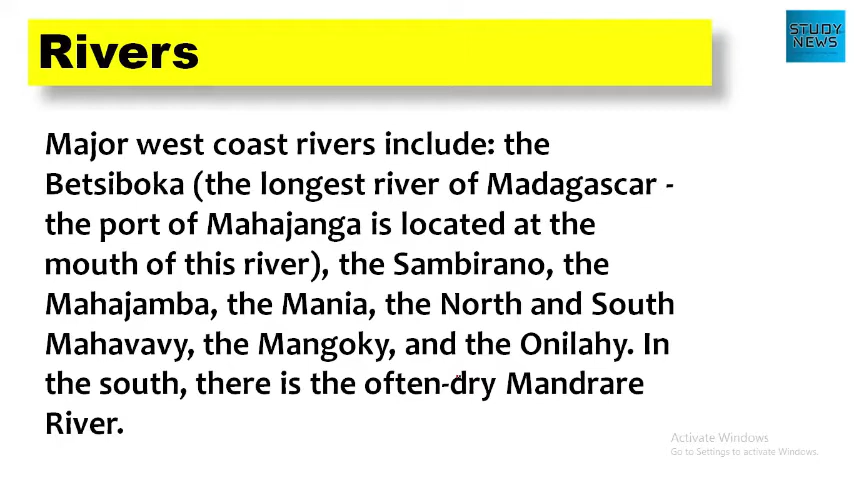 Rivers
STUDY
NEWS
Major west coast rivers include: the
Betsiboka (the longest river of Madagascar -
the port of Mahajanga is located at the
mouth of this river), the Sambirano, the
Mahajamba, the Mania, the North and South
Mahavavy, the Mangoky, and the Onilahy. In
the south, there is the often-dry Mandrare
River.
Activate Windows
Go to Settings to activate Windows.